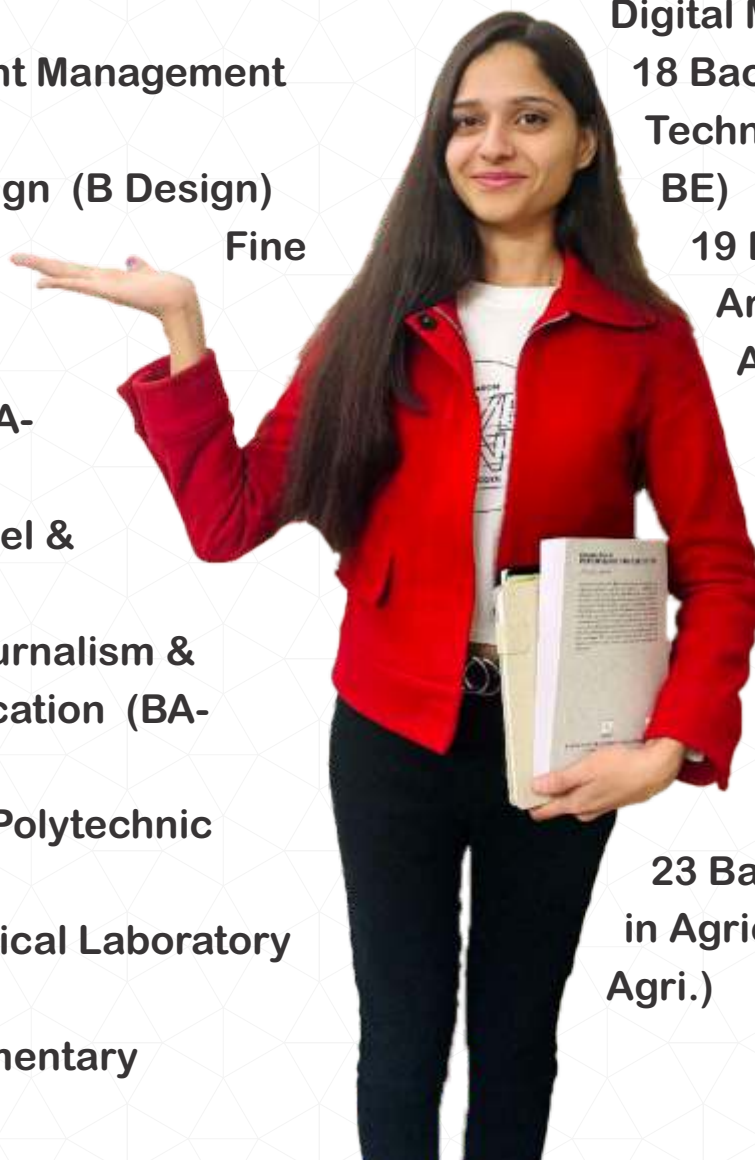 nt Management
gn (B Design)
Fine
A-
el &
urnalism &
cation (BA-
Polytechnic
ical Laboratory
mentary
Digital
18 Bac
Techn
BE)
19
Ar
A
23 Ba
in Agri
Agri.)